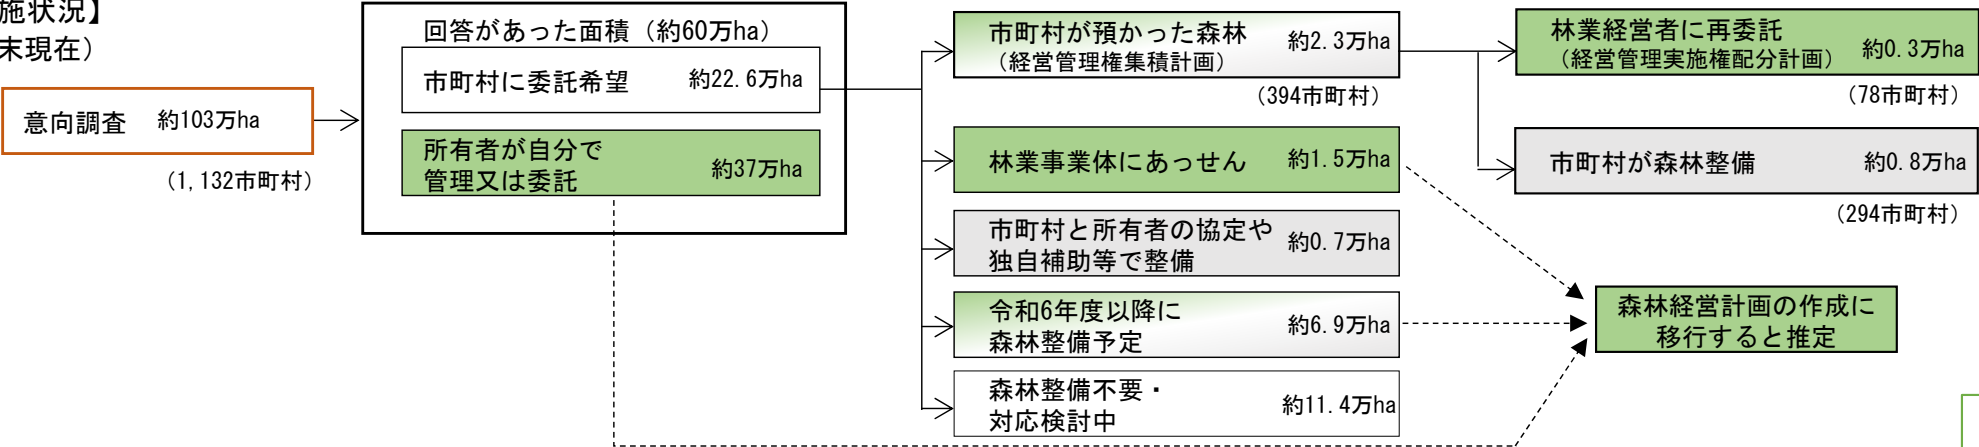 施状況】
末現在）
意向調査　約103万ha
（1,132市町村）
回答があった面積（約60万ha）
市町村に委託希望　約22.6万ha
所有者が自分で
管理又は委託　約37万ha
市町村が預かった森林　約2.3万ha
（経営管理権集積計画）
（394市町村）
林業事業体にあっせん　約1.5万ha
市町村と所有者の協定や
独自補助等で整備　約0.7万ha
令和6年度以降に
森林整備予定　約6.9万ha
森林整備不要・
対応検討中　約11.4万ha
林業経営者に再委託
（経営管理実施権配分計画）　約0.3万ha
（78市町村）
市町村が森林整備　約0.8万ha
（294市町村）
森林経営計画の作成に
移行すると推定